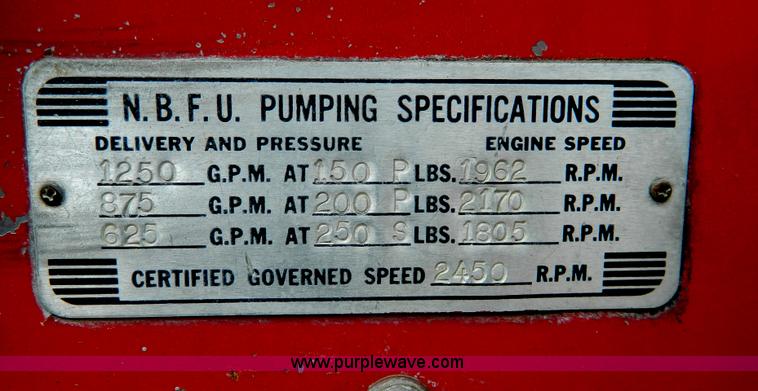 N.B.F.U. PUMPING SPECIFICATIONS
DELIVERY AND PRESSURE ENGINE SPEED
1250 G.P.M. AT 150 P LBS. 1962 R.P.M.
875 G.P.M. AT 200 P LBS. 2170 R.P.M.
625 G.P.M. AT 250 S LBS. 1805 R.P.M.
CERTIFIED GOVERNED SPEED 2450 R.P.M.
www.purplewave.com